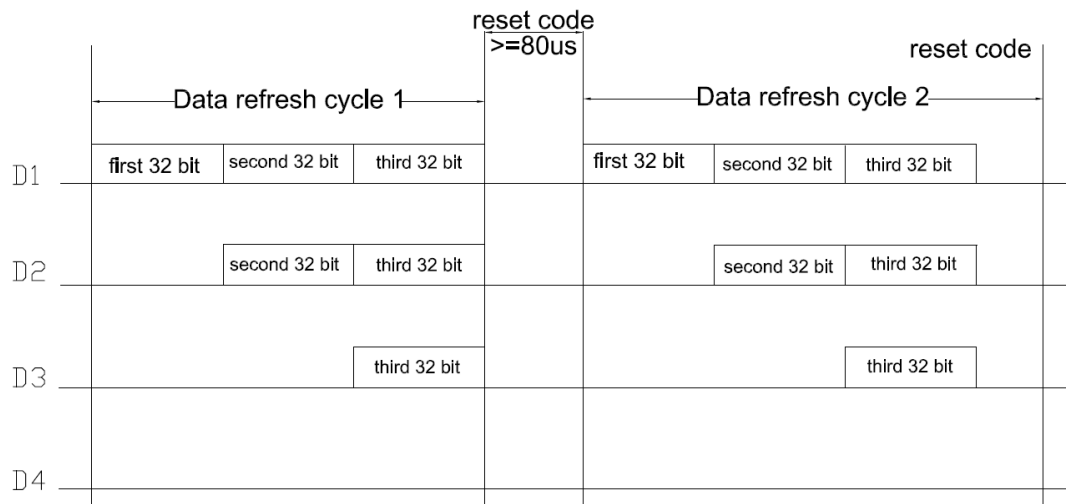 reset code
>=80us
reset code
Data refresh cycle 1
Data refresh cycle 2
D1 first 32 bit second 32 bit third 32 bit first 32 bit second 32 bit third 32 bit
D2 second 32 bit third 32 bit second 32 bit third 32 bit
D3 third 32 bit third 32 bit
D4